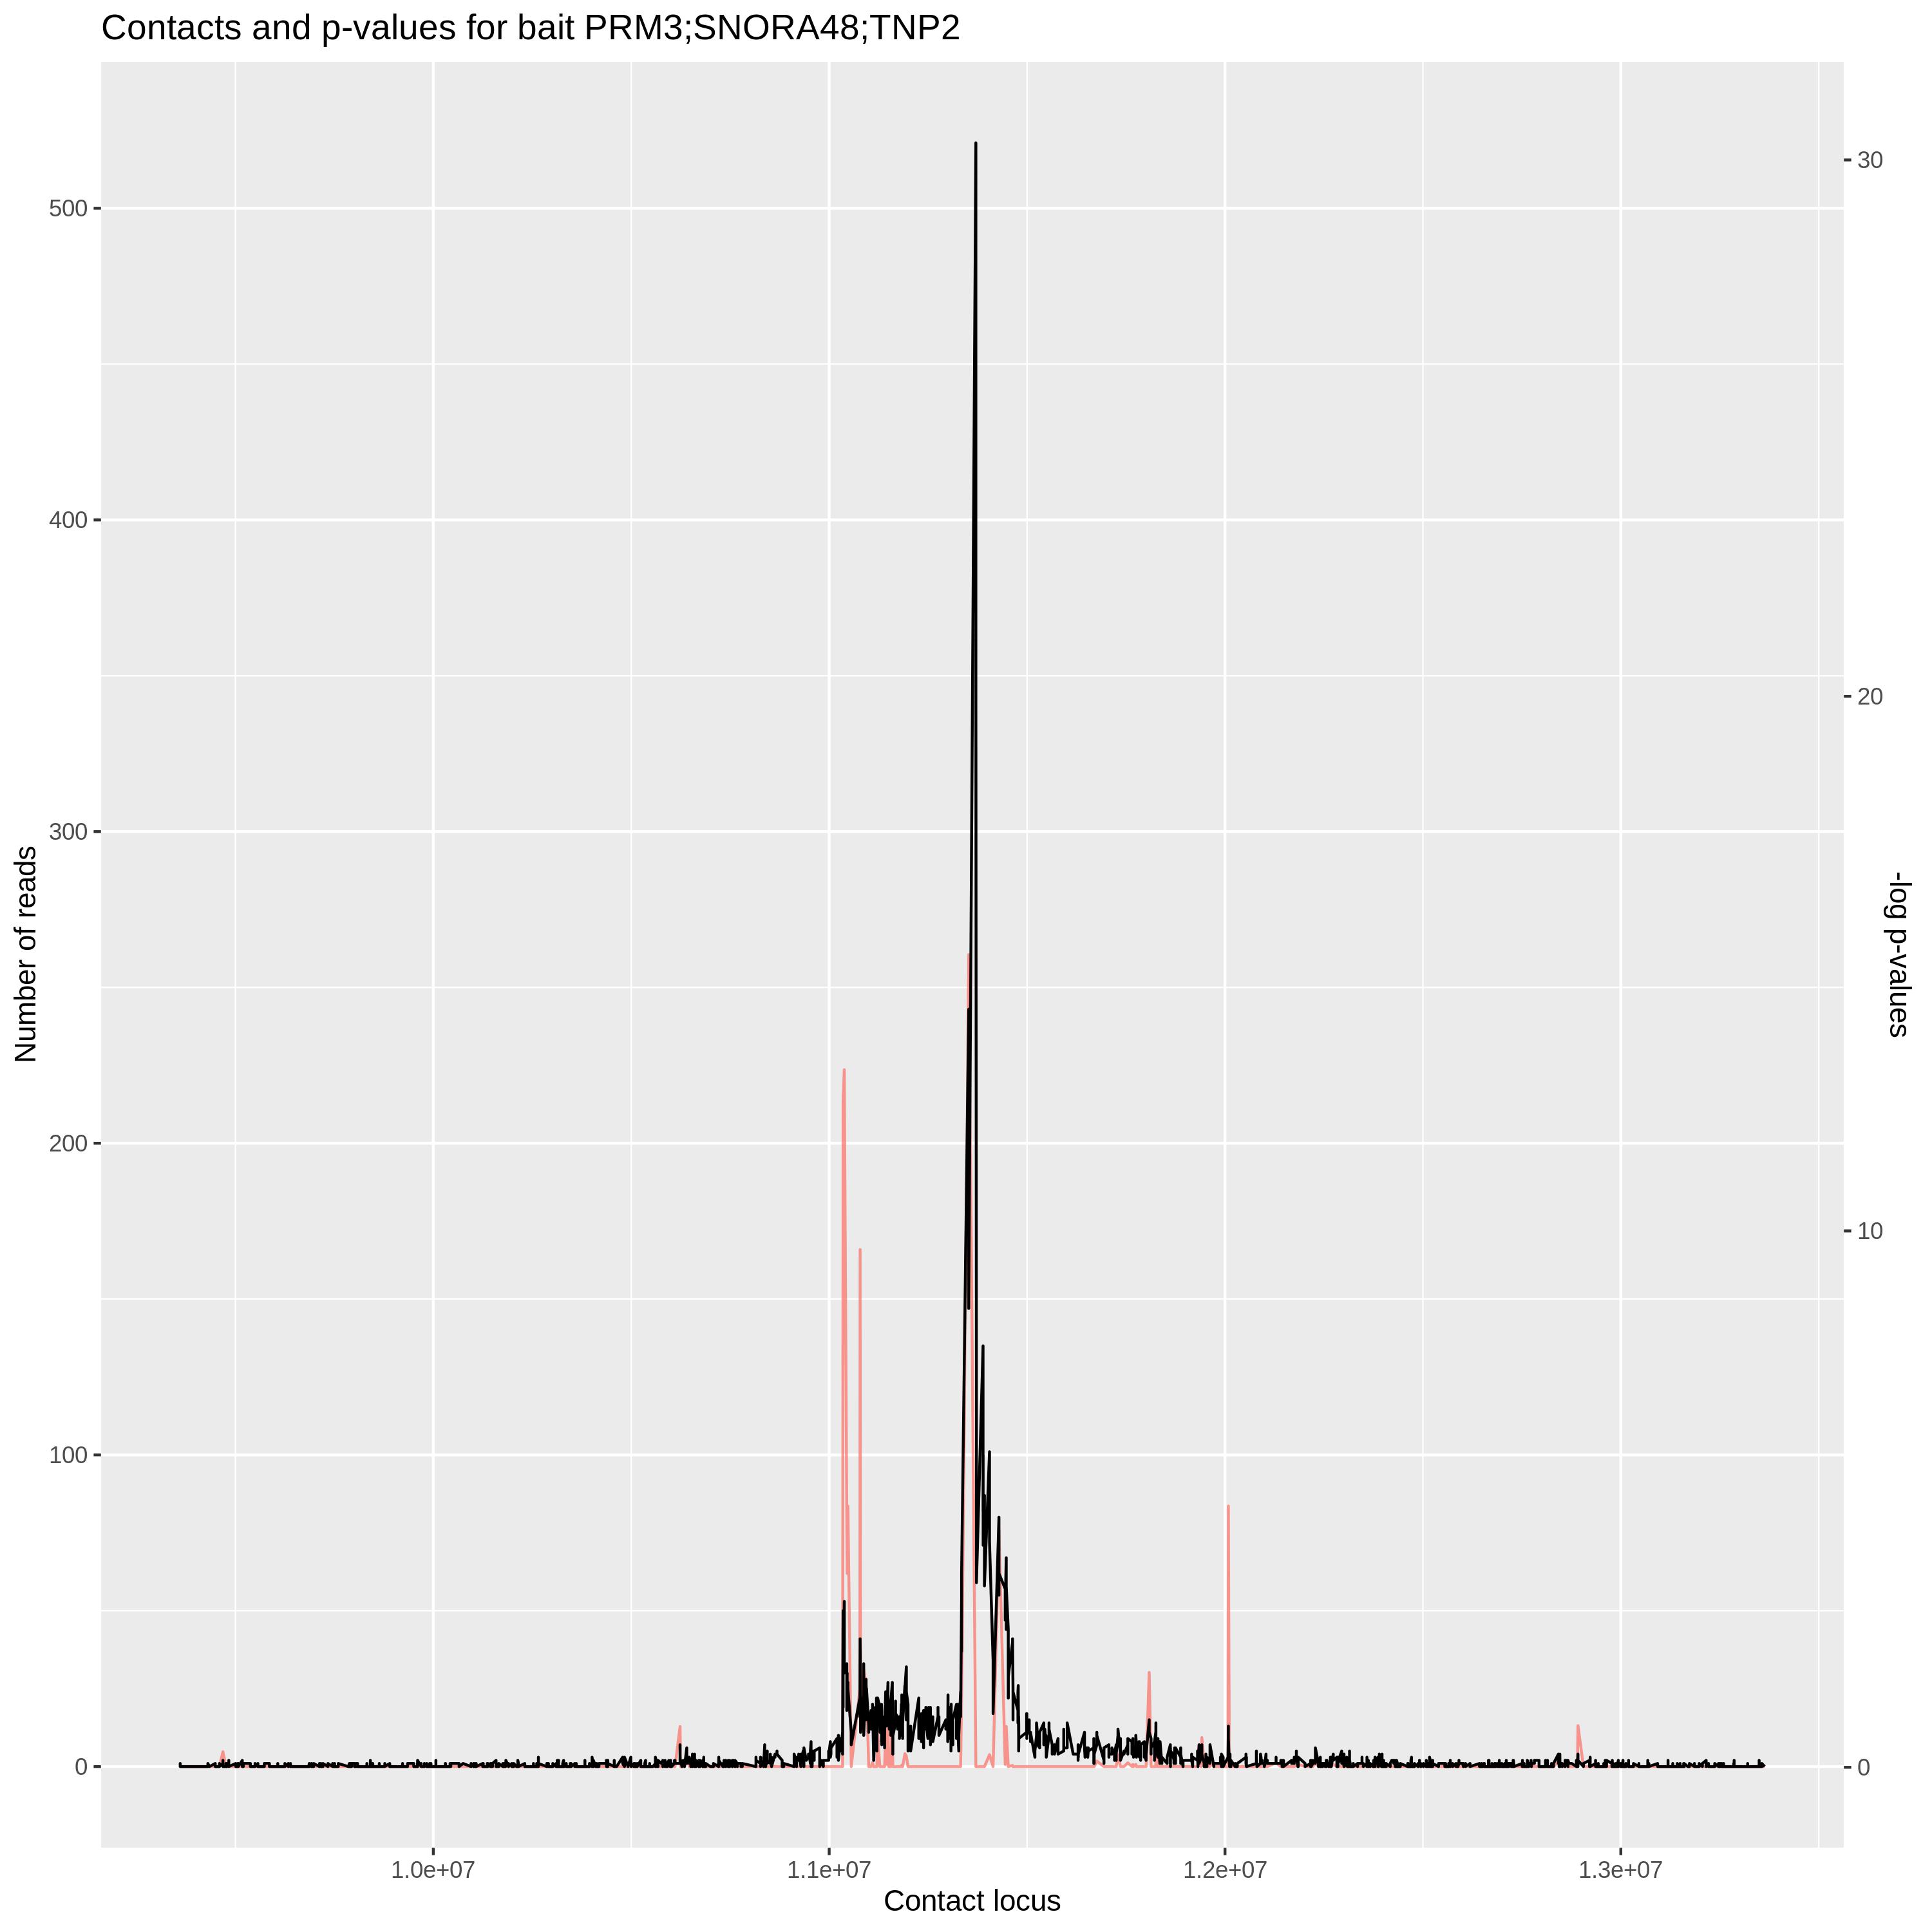 Contacts and p-values for bait PRM3;SNORA48;TNP2
500
400
300
200
100
0
Number of reads
30
20
10
0
-log p-values
1.0e+07
1.1e+07
1.2e+07
1.3e+07
Contact locus